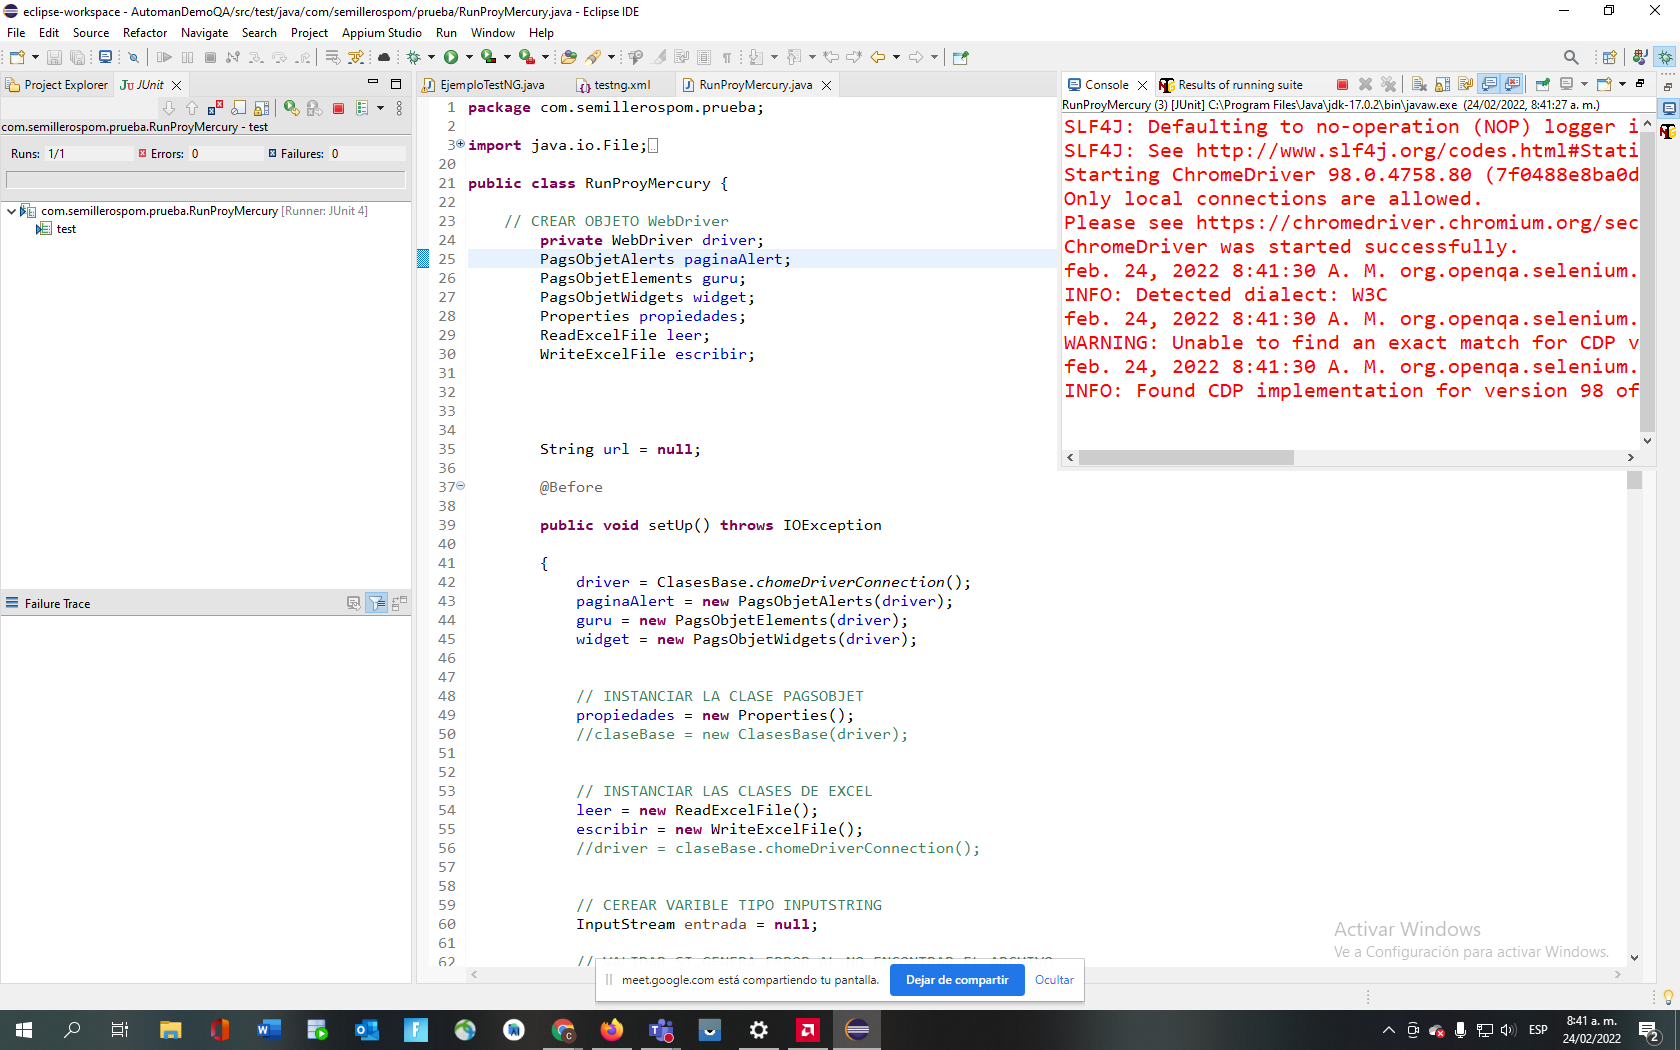 eclipse-workspace - AutomanDemoQA/src/test/java/com/semillerospom/prueba/RunProyMercury.java - Eclipse IDE
File Edit Source Refactor Navigate Search Project Appium Studio Run Window Help
Project Explorer JUnit
com.semillerospom.prueba.RunProyMercury - test
Runs: 1/1 Errors: 0 Failures: 0
com.semillerospom.prueba.RunProyMercury [Runner: JUnit 4]
test
Failure Trace
EjemploTestNG.java testng.xml RunProyMercury.java
1 package com.semillerospom.prueba;
2
3 import java.io.File;
20
21 public class RunProyMercury {
22
23 // CREAR OBJETO WebDriver
24 private WebDriver driver;
25 PagsObjetAlerts paginaAlert;
26 PagsObjetElements guru;
27 PagsObjetWidgets widget;
28 Properties propiedades;
29 ReadExcelFile leer;
30 WriteExcelFile escribir;
31
32
33
34
35 String url = null;
36
37 @Before
38
39 public void setUp() throws IOException
40
41 {
42 driver = ClasesBase.chomeDriverConnection();
43 paginaAlert = new PagsObjetAlerts(driver);
44 guru = new PagsObjetElements(driver);
45 widget = new PagsObjetWidgets(driver);
46
47
48 // INSTANCIAR LA CLASE PAGSOBJET
49 propiedades = new Properties();
50 //claseBase = new ClasesBase(driver);
51
52
53 // INSTANCIAR LAS CLASES DE EXCEL
54 leer = new ReadExcelFile();
55 escribir = new WriteExcelFile();
56 //driver = claseBase.chomeDriverConnection();
57
58
59 // CEREAR VARIBLE TIPO INPUTSTRING
60 InputStream entrada = null;
61
62 // VALIDAR SI GENERA ERROR AL NO ENCONTRAR EL ARCHIVO
Console Results of running suite
RunProyMercury (3) [JUnit] C:\Program Files\Java\jdk-17.0.2\bin\javaw.exe (24/02/2022, 8:41:27 a. m.)
SLF4J: Defaulting to no-operation (NOP) logger i
SLF4J: See http://www.slf4j.org/codes.html#Stati
Starting ChromeDriver 98.0.4758.80 (7f0488e8ba0d
Only local connections are allowed.
Please see https://chromedriver.chromium.org/sec
ChromeDriver was started successfully.
feb. 24, 2022 8:41:30 A. M. org.openqa.selenium.
INFO: Detected dialect: W3C
feb. 24, 2022 8:41:30 A. M. org.openqa.selenium.
WARNING: Unable to find an exact match for CDP v
feb. 24, 2022 8:41:30 A. M. org.openqa.selenium.
INFO: Found CDP implementation for version 98 of
Activar Windows
Ve a Configuración para activar Windows.
meet.google.com está compartiendo tu pantalla. Dejar de compartir Ocultar
ESP
8:41 a. m.
24/02/2022
2